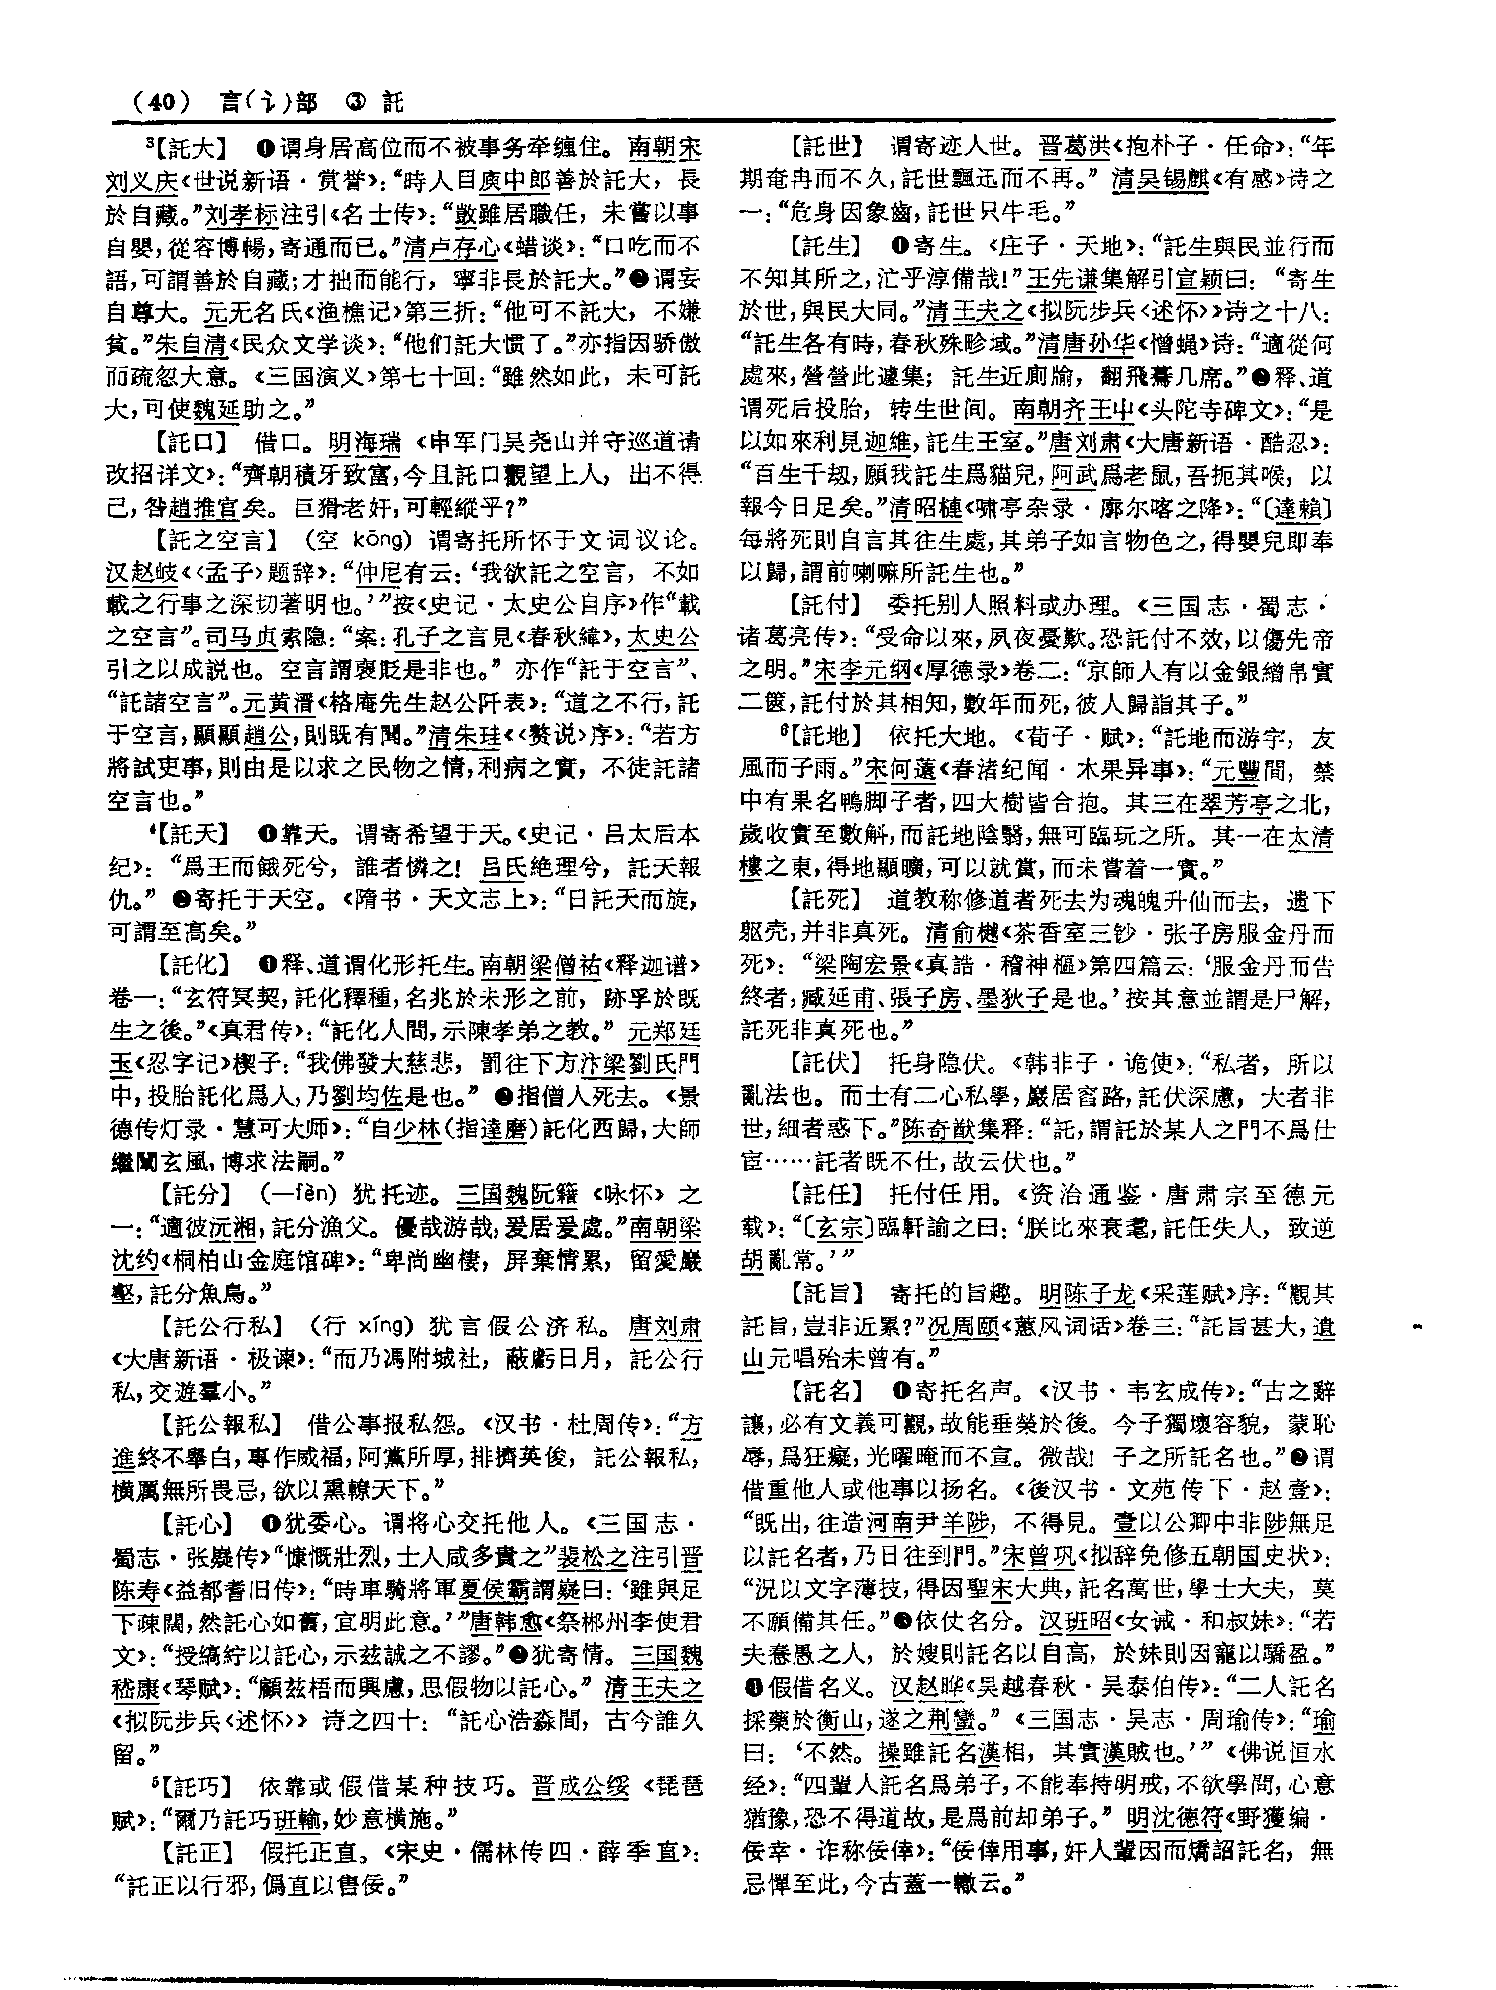 (40) 言(讠)部 ③ 託
³【託大】 ❶谓身居高位而不被事务牵缠住。南朝宋
刘义庆《世说新语·赏誉》：“時人目庾中郎善於託大，長
於自藏。”刘孝标注引《名士传》：“敳雖居職任，未嘗以事
自嬰，從容博暢，寄通而已。”清卢存心《蜡谈》：“口吃而不
語，可謂善於自藏；才拙而能行，寧非長於託大。”❷谓妄
自尊大。元无名氏《渔樵记》第三折：“他可不託大，不嫌
貧。”朱自清《民众文学谈》：“他们託大惯了。”亦指因骄傲
而疏忽大意。《三国演义》第七十回：“雖然如此，未可託
大，可使魏延助之。”
【託口】 借口。明海瑞《申军门吴尧山并守巡道请
改招详文》：“齊朝積牙致富，今且託口觀望上人，出不得
已，咎趙推官矣。巨猾老奸，可輕縱乎？”
【託之空言】 (空 kōng) 谓寄托所怀于文词议论。
汉赵岐《〈孟子〉题辞》：“仲尼有云：‘我欲託之空言，不如
載之行事之深切著明也。’”按《史记·太史公自序》作“載
之空言”。司马贞索隐：“案：孔子之言見《春秋緯》，太史公
引之以成説也。空言謂褒貶是非也。”亦作“託于空言”、
“託諸空言”。元黄溍《格庵先生赵公阡表》：“道之不行，託
于空言，顯顯趙公，則既有聞。”清朱珪《〈赘说〉序》：“若方
將試吏事，則由是以求之民物之情，利病之實，不徒託諸
空言也。”
⁴【託天】 ❶靠天。谓寄希望于天。《史记·吕太后本
纪》：“爲王而餓死兮，誰者憐之！吕氏絶理兮，託天報
仇。”❷寄托于天空。《隋书·天文志上》：“日託天而旋，
可謂至高矣。”
【託化】 ❶释、道谓化形托生。南朝梁僧祐《释迦谱》
卷一：“玄符冥契，託化釋種，名兆於未形之前，跡孚於既
生之後。”《真君传》：“託化人間，示陳孝弟之教。”元郑廷
玉《忍字记》楔子：“我佛發大慈悲，罰往下方汴梁劉氏門
中，投胎託化爲人，乃劉均佐是也。”❷指僧人死去。《景
德传灯录·慧可大师》：“自少林(指達磨)託化西歸，大師
繼闡玄風，博求法嗣。”
【託分】 (—fèn) 犹托迹。三国魏阮籍《咏怀》之
一：“適彼沅湘，託分漁父。優哉游哉，爰居爰處。”南朝梁
沈约《桐柏山金庭馆碑》：“卑尚幽棲，屏棄情累，留愛巖
壑，託分魚鳥。”
【託公行私】 (行 xíng) 犹言假公济私。唐刘肃
《大唐新语·极谏》：“而乃馮附城社，蔽虧日月，託公行
私，交遊羣小。”
【託公報私】 借公事报私怨。《汉书·杜周传》：“方
進終不舉白，專作威福，阿黨所厚，排擠英俊，託公報私，
横厲無所畏忌，欲以熏轑天下。”
【託心】 ❶犹委心。谓将心交托他人。《三国志·
蜀志·张嶷传》“慷慨壯烈，士人咸多貴之”裴松之注引晋
陈寿《益都耆旧传》：“時車騎將軍夏侯霸謂嶷曰：‘雖與足
下疎闊，然託心如舊，宜明此意。’”唐韩愈《祭郴州李使君
文》：“授縞紵以託心，示兹誠之不謬。”❷犹寄情。三国魏
嵇康《琴赋》：“顧兹梧而興慮，思假物以託心。”清王夫之
《拟阮步兵〈述怀〉》诗之四十：“託心浩淼間，古今誰久
留。”
⁵【託巧】 依靠或假借某种技巧。晋成公绥《琵琶
赋》：“爾乃託巧班輸，妙意横施。”
【託正】 假托正直。《宋史·儒林传四·薛季宣》：
“託正以行邪，僞直以售佞。”
【託世】 谓寄迹人世。晋葛洪《抱朴子·任命》：“年
期奄冉而不久，託世飄迅而不再。”清吴锡麒《有感》诗之
一：“危身因象齒，託世只牛毛。”
【託生】 ❶寄生。《庄子·天地》：“託生與民並行而
不知其所之，汒乎淳備哉！”王先谦集解引宣颖曰：“寄生
於世，與民大同。”清王夫之《拟阮步兵〈述怀〉》诗之十八：
“託生各有時，春秋殊畛域。”清唐孙华《憎蝇》诗：“適從何
處來，營營此遽集；託生近廁牏，翻飛驀几席。”❷释、道
谓死后投胎，转生世间。南朝齐王屮《头陀寺碑文》：“是
以如來利見迦維，託生王室。”唐刘肃《大唐新语·酷忍》：
“百生千刼，願我託生爲貓兒，阿武爲老鼠，吾扼其喉，以
報今日足矣。”清昭槤《啸亭杂录·廓尔喀之降》：“〔達賴〕
每將死則自言其往生處，其弟子如言物色之，得嬰兒即奉
以歸，謂前喇嘛所託生也。”
【託付】 委托别人照料或办理。《三国志·蜀志·
诸葛亮传》：“受命以來，夙夜憂歎。恐託付不效，以傷先帝
之明。”宋李元纲《厚德录》卷二：“京師人有以金銀繒帛實
二篋，託付於其相知，數年而死，彼人歸詣其子。”
⁶【託地】 依托大地。《荀子·赋》：“託地而游宇，友
風而子雨。”宋何薳《春渚纪闻·木果异事》：“元豐間，禁
中有果名鴨脚子者，四大樹皆合抱。其三在翠芳亭之北，
歲收實至數斛，而託地陰翳，無可臨玩之所。其一在太清
樓之東，得地顯曠，可以就賞，而未嘗着一實。”
【託死】 道教称修道者死去为魂魄升仙而去，遗下
躯壳，并非真死。清俞樾《茶香室三钞·张子房服金丹而
死》：“梁陶宏景《真誥·稽神樞》第四篇云：‘服金丹而告
終者，臧延甫、張子房、墨狄子是也。’按其意並謂是尸解，
託死非真死也。”
【託伏】 托身隐伏。《韩非子·诡使》：“私者，所以
亂法也。而士有二心私學，巖居窞路，託伏深慮，大者非
世，細者惑下。”陈奇猷集释：“託，謂託於某人之門不爲仕
宦……託者既不仕，故云伏也。”
【託任】 托付任用。《资治通鉴·唐肃宗至德元
载》：“〔玄宗〕臨軒諭之曰：‘朕比來衰耄，託任失人，致逆
胡亂常。’”
【託旨】 寄托的旨趣。明陈子龙《采莲赋》序：“觀其
託旨，豈非近累？”况周颐《蕙风词话》卷三：“託旨甚大，遺
山元唱殆未曾有。”
【託名】 ❶寄托名声。《汉书·韦玄成传》：“古之辭
讓，必有文義可觀，故能垂榮於後。今子獨壞容貌，蒙恥
辱，爲狂癡，光曜晻而不宣。微哉！子之所託名也。”❷谓
借重他人或他事以扬名。《後汉书·文苑传下·赵壹》：
“既出，往造河南尹羊陟，不得見。壹以公卿中非陟無足
以託名者，乃日往到門。”宋曾巩《拟辞免修五朝国史状》：
“況以文字薄技，得因聖宋大典，託名萬世，學士大夫，莫
不願備其任。”❸依仗名分。汉班昭《女诫·和叔妹》：“若
夫惷愚之人，於嫂則託名以自高，於妹則因寵以驕盈。”
❹假借名义。汉赵晔《吴越春秋·吴泰伯传》：“二人託名
採藥於衡山，遂之荆蠻。”《三国志·吴志·周瑜传》：“瑜
曰：‘不然。操雖託名漢相，其實漢賊也。’”《佛说恒水
经》：“四輩人託名爲弟子，不能奉持明戒，不欲學問，心意
猶豫，恐不得道故，是爲前却弟子。”明沈德符《野獲编·
佞幸·诈称佞倖》：“佞倖用事，奸人輩因而矯詔託名，無
忌憚至此，今古蓋一轍云。”